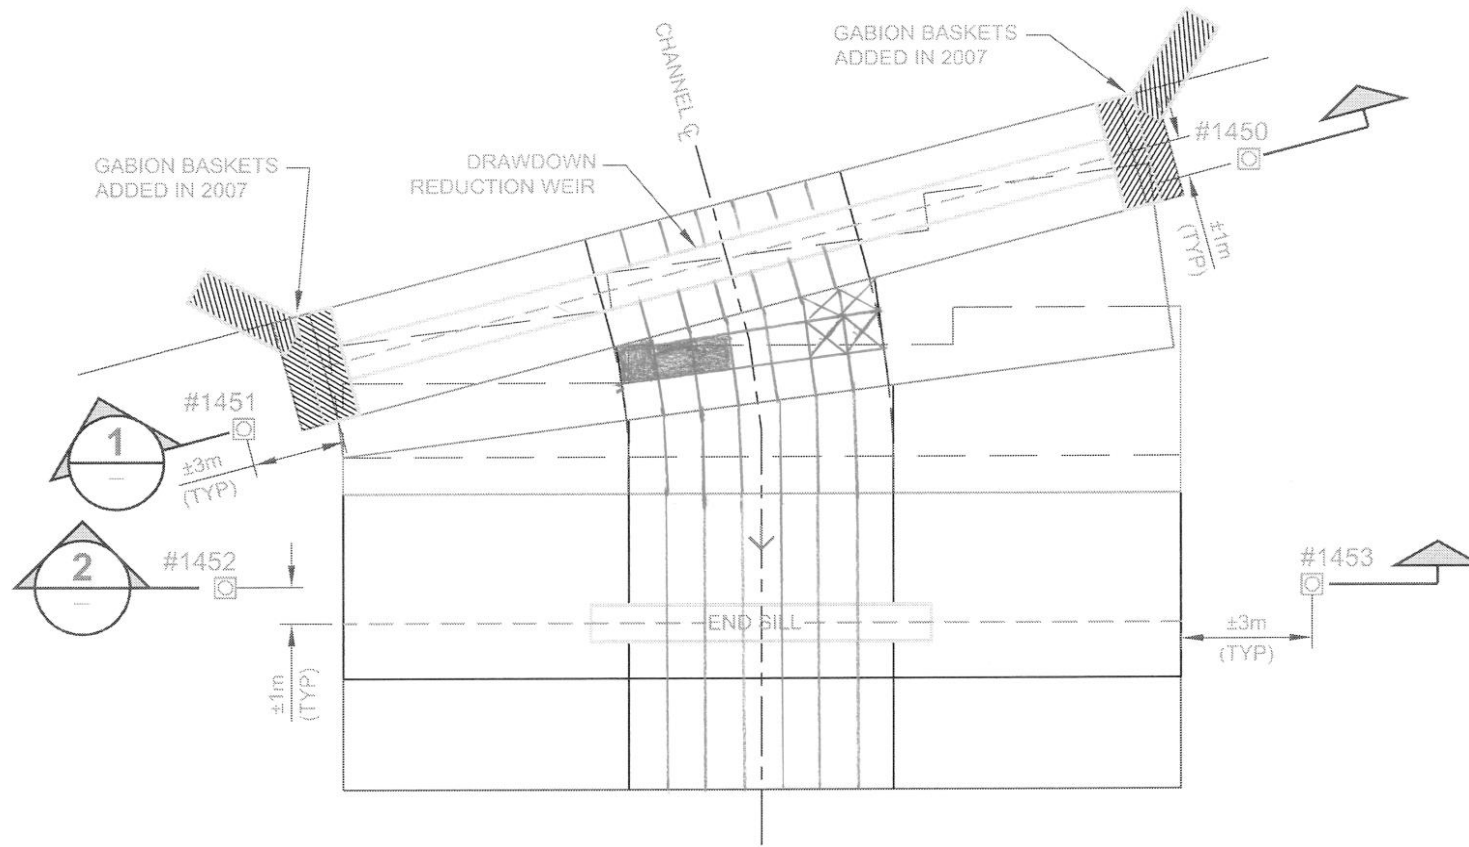 GABION BASKETS
ADDED IN 2007
CHANNEL ℄
DRAWDOWN
REDUCTION WEIR
GABION BASKETS
ADDED IN 2007
#1450
±1m
(TYP)
#1451
1
±3m
(TYP)
2
#1452
#1453
END SILL
±3m
(TYP)
±1m
(TYP)